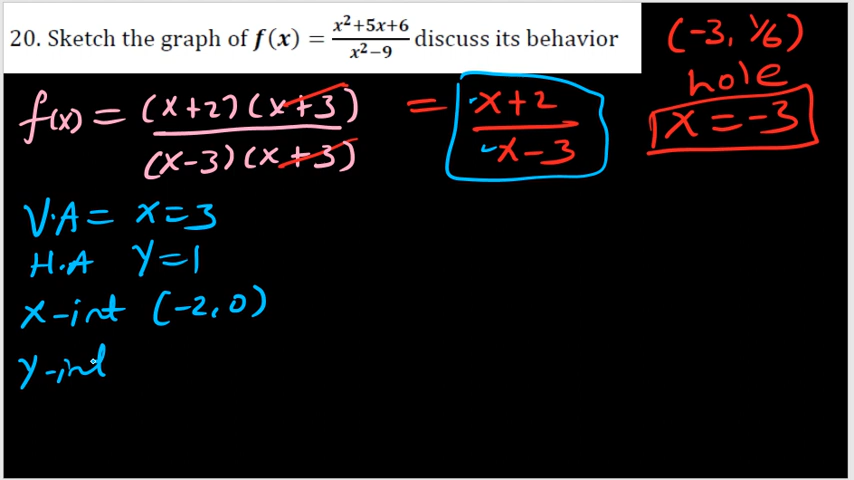 20. Sketch the graph of f(x) = (x²+5x+6)/(x²−9) discuss its behavior
(-3, 1/6)
hole
x = -3
f(x) = (x+2)(x+3)/(x-3)(x+3) = x+2/x-3
V.A = x=3
H.A y=1
x-int (-2,0)
y-int